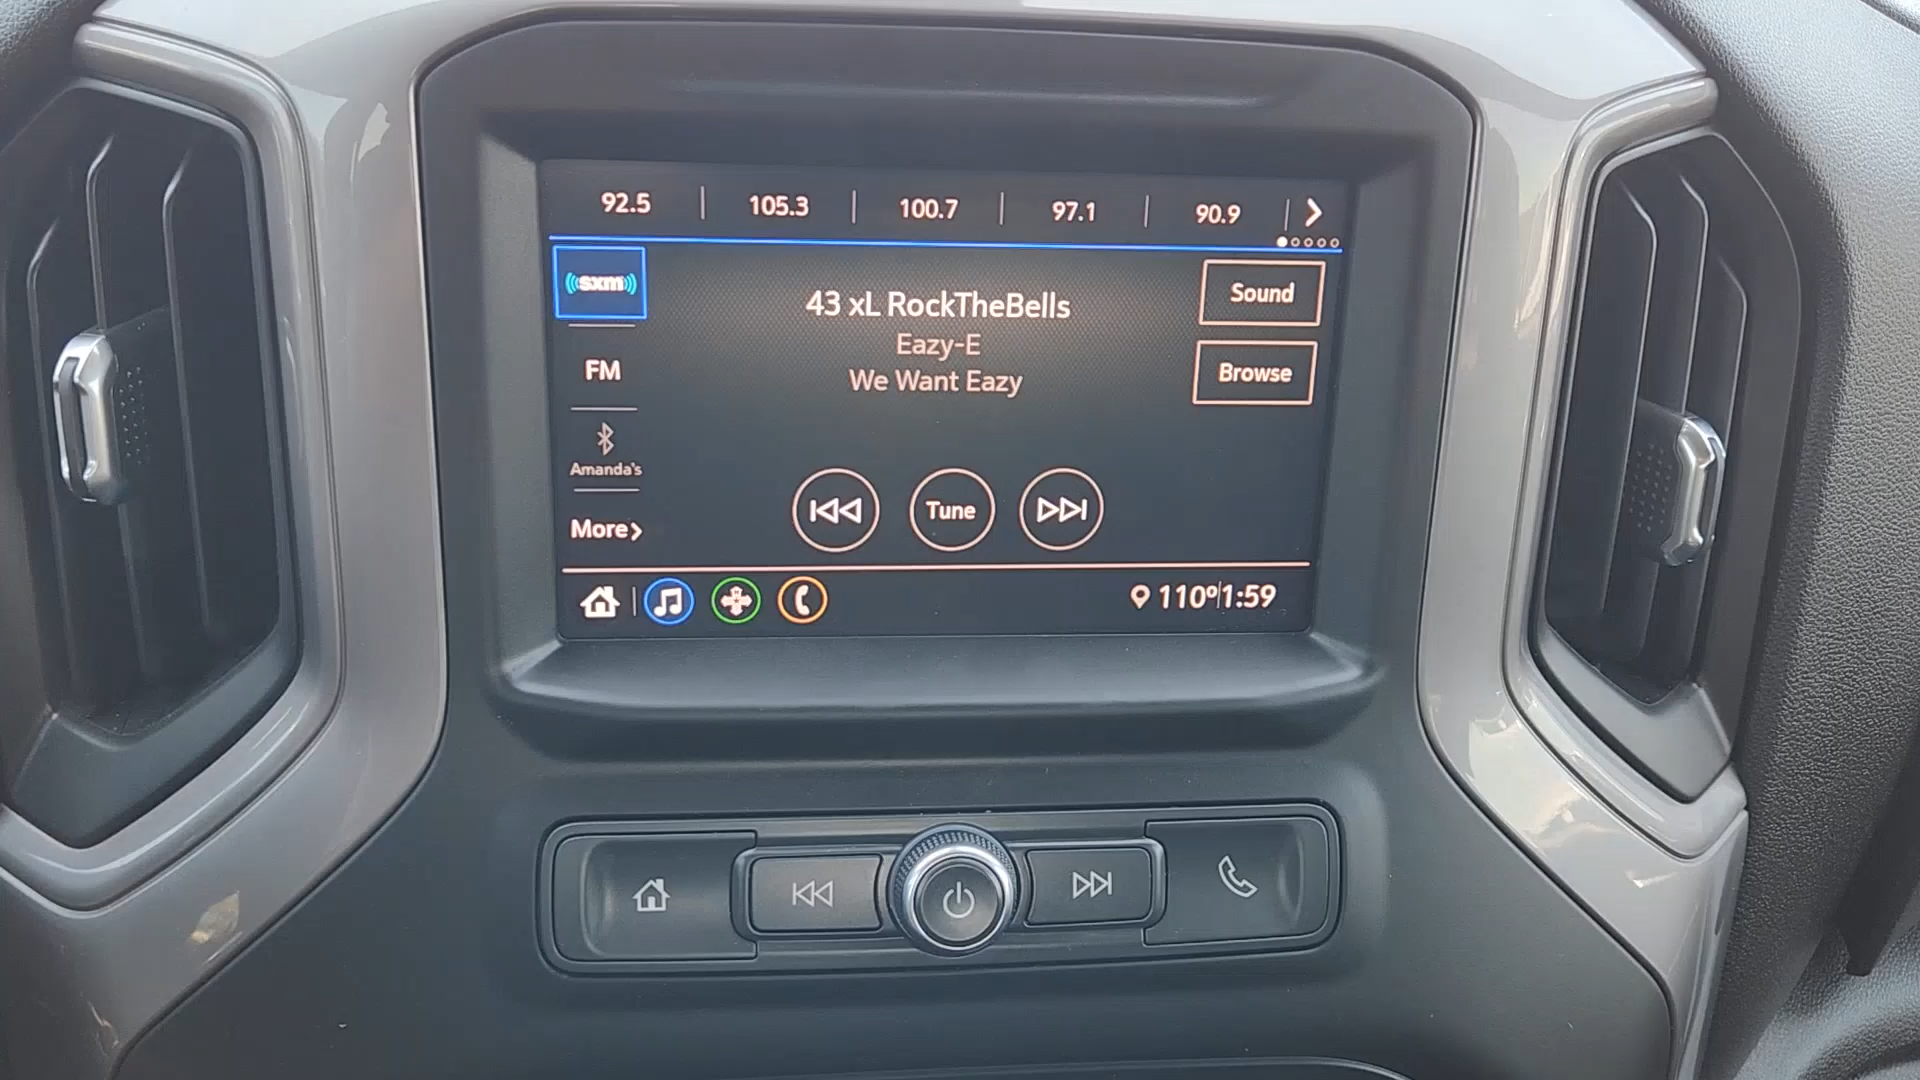 92.5 | 105.3 | 100.7 | 97.1 | 90.9 |
sxm
43 xL RockTheBells
Sound
Eazy-E
FM
We Want Eazy
Browse
Amanda's
More
Tune
110º 1:59